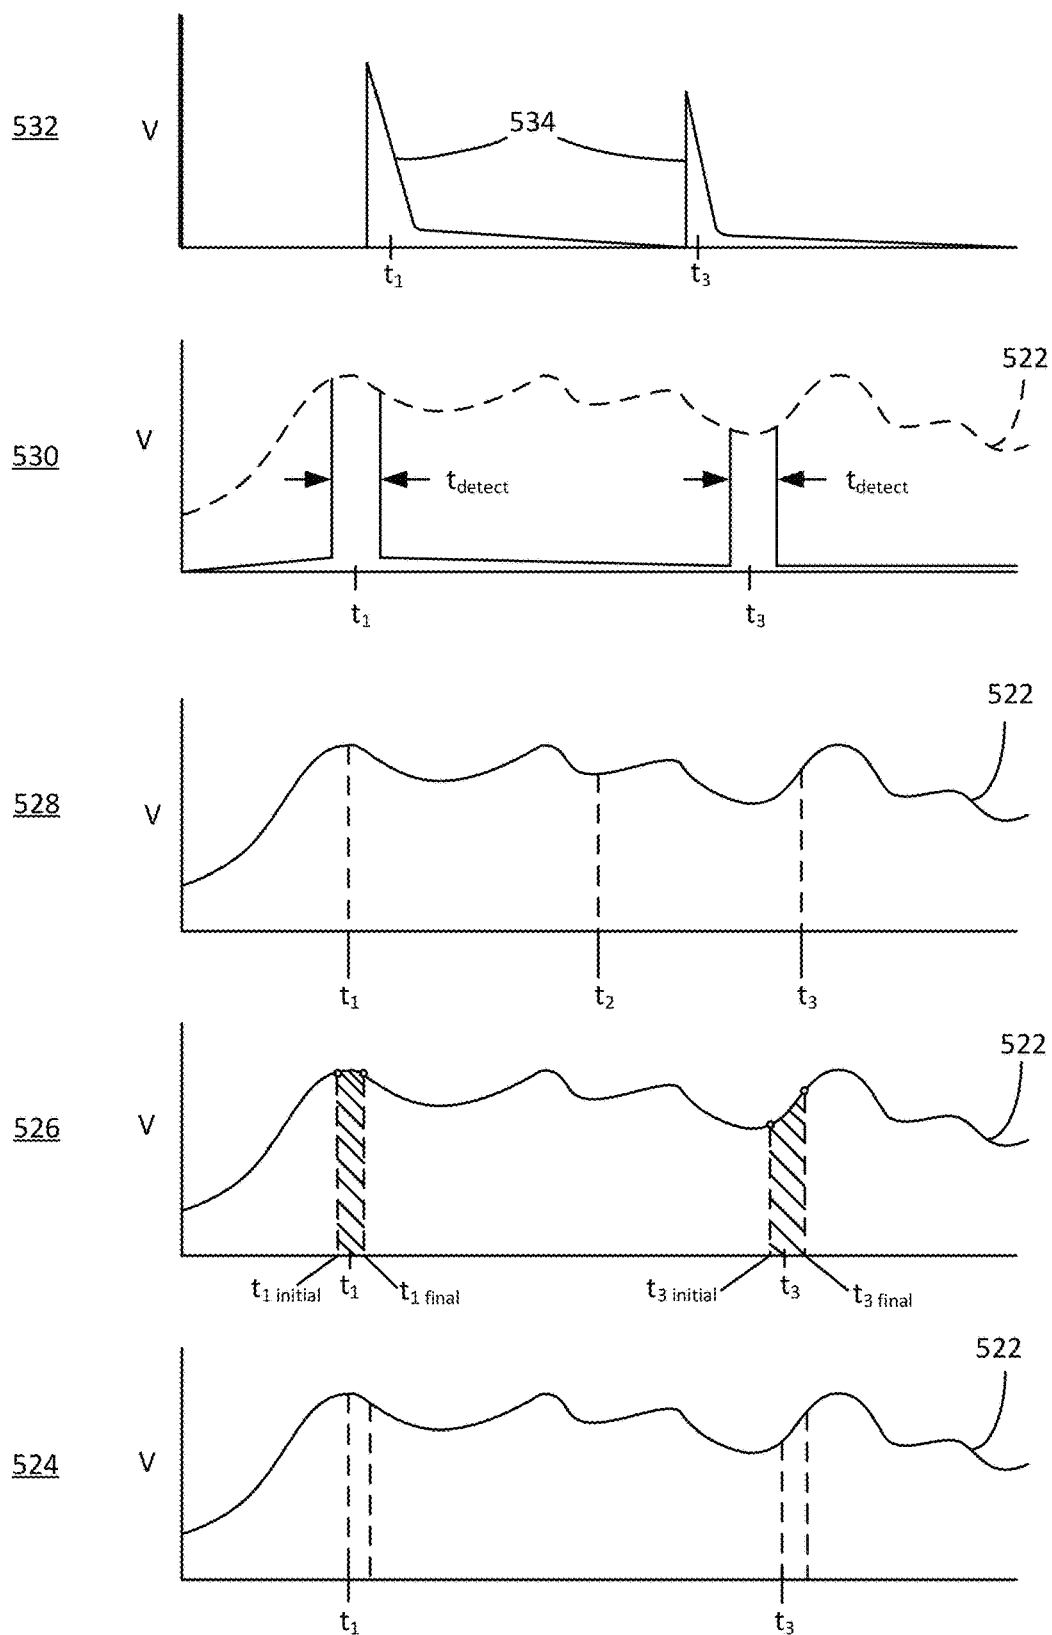 534
532 V
t1 t3
522
V
530
tdetect tdetect
t1 t3
522
528 V
t1 t2 t3
522
526 V
t1 initial t1 t1 final t3 initial t3 t3 final
522
524 V
t1 t3